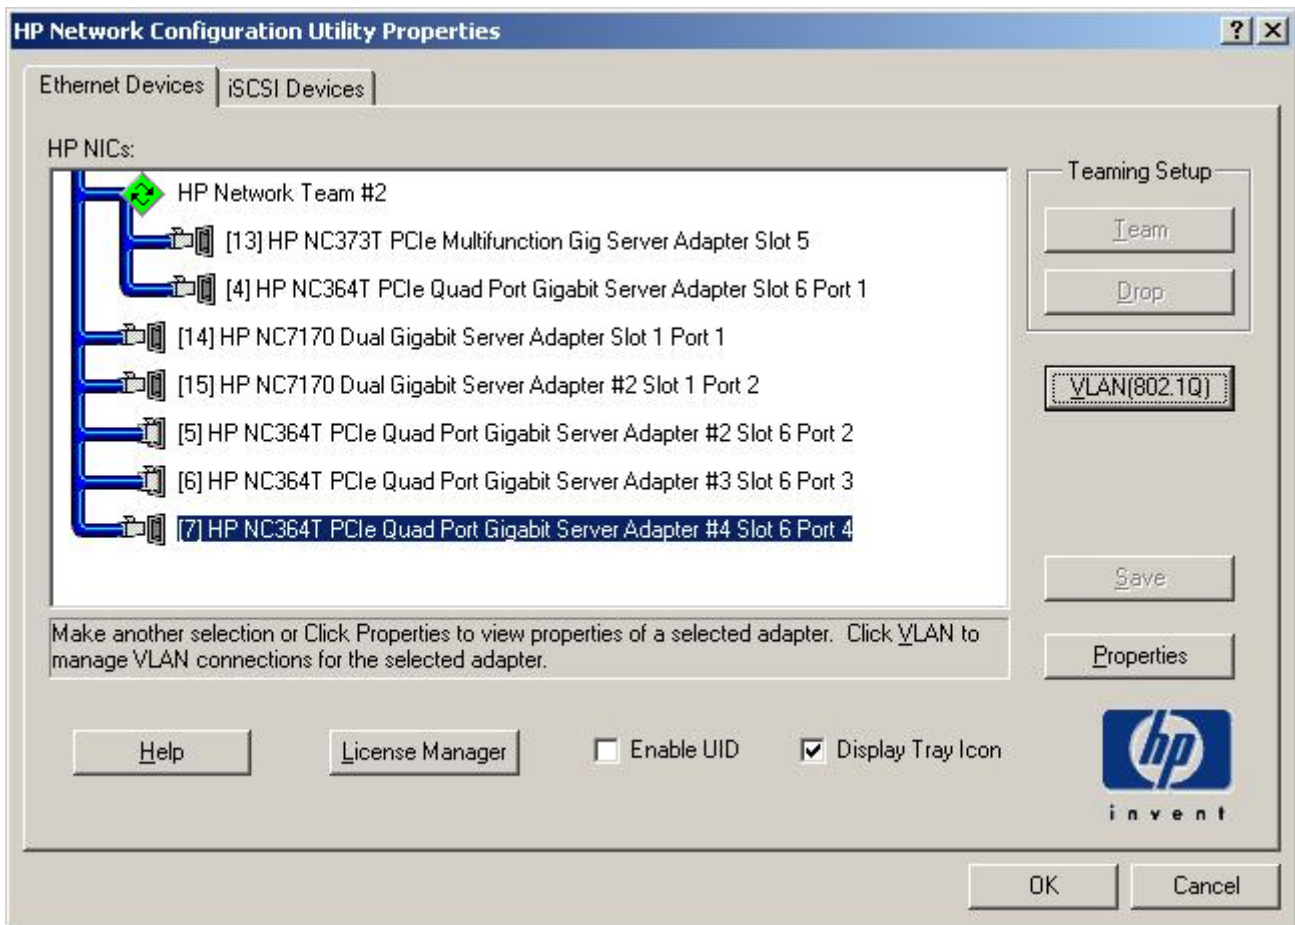 HP Network Configuration Utility Properties
Ethernet Devices
iSCSI Devices
HP NICs:
HP Network Team #2
[13] HP NC373T PCIe Multifunction Gig Server Adapter Slot 5
[4] HP NC364T PCIe Quad Port Gigabit Server Adapter Slot 6 Port 1
[14] HP NC7170 Dual Gigabit Server Adapter Slot 1 Port 1
[15] HP NC7170 Dual Gigabit Server Adapter #2 Slot 1 Port 2
[5] HP NC364T PCIe Quad Port Gigabit Server Adapter #2 Slot 6 Port 2
[6] HP NC364T PCIe Quad Port Gigabit Server Adapter #3 Slot 6 Port 3
[7] HP NC364T PCIe Quad Port Gigabit Server Adapter #4 Slot 6 Port 4
Teaming Setup
Team
Drop
VLAN(802.1Q)
Save
Properties
Make another selection or Click Properties to view properties of a selected adapter. Click VLAN to
manage VLAN connections for the selected adapter.
Help
License Manager
Enable UID
Display Tray Icon
hp
invent
OK
Cancel